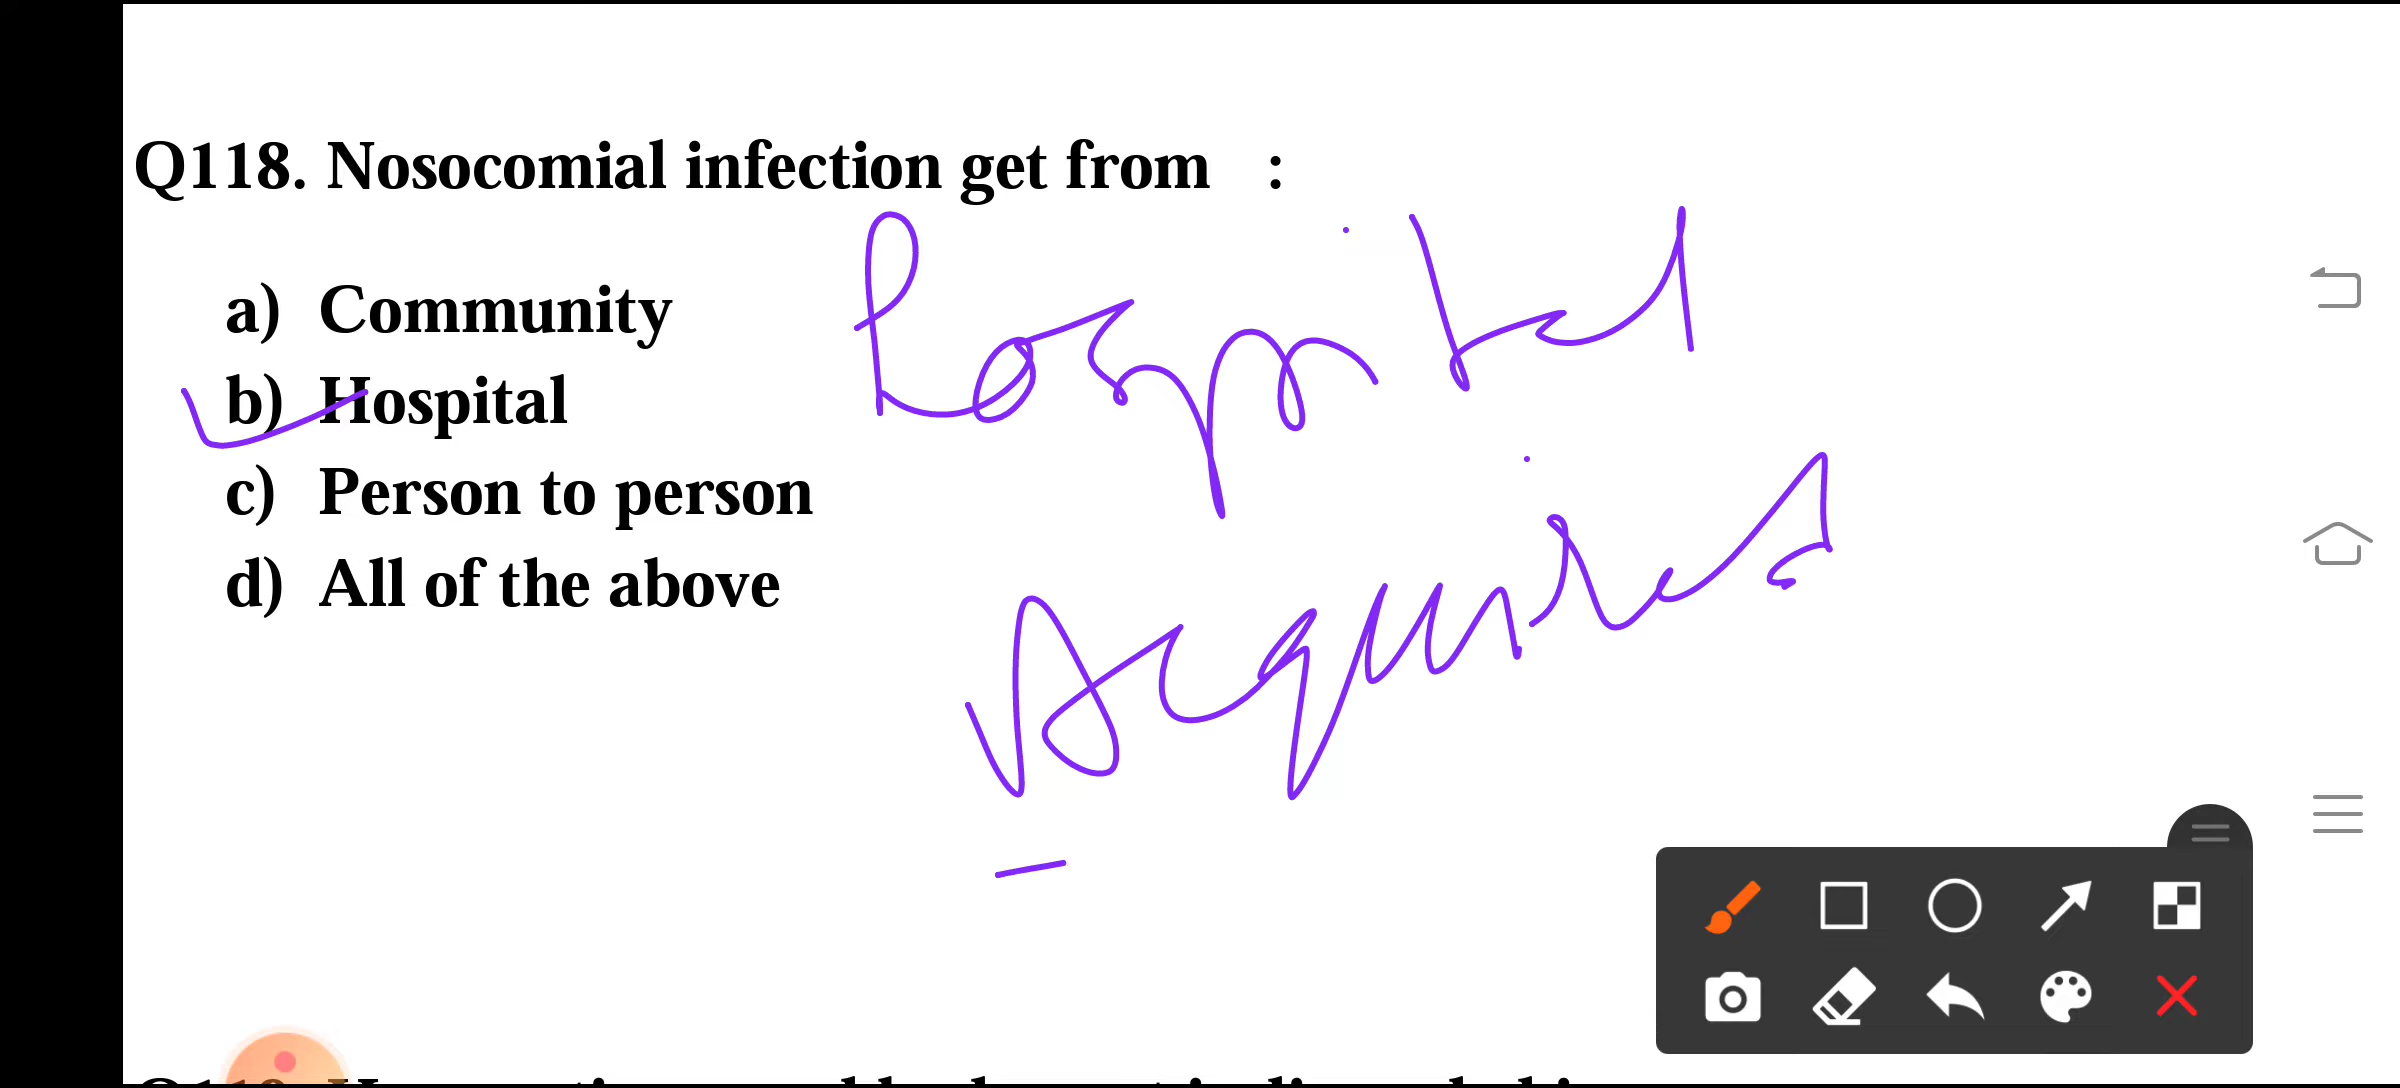 Q118. Nosocomial infection get from :
a) Community
b) Hospital
c) Person to person
d) All of the above
Hospital
Acquired